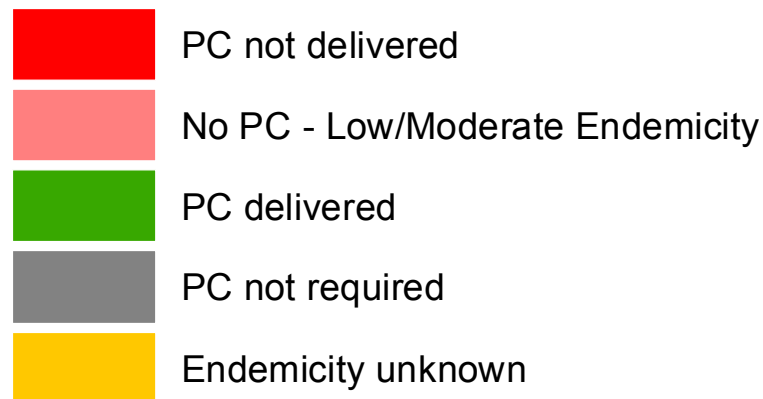 PC not delivered
No PC - Low/Moderate Endemicity
PC delivered
PC not required
Endemicity unknown